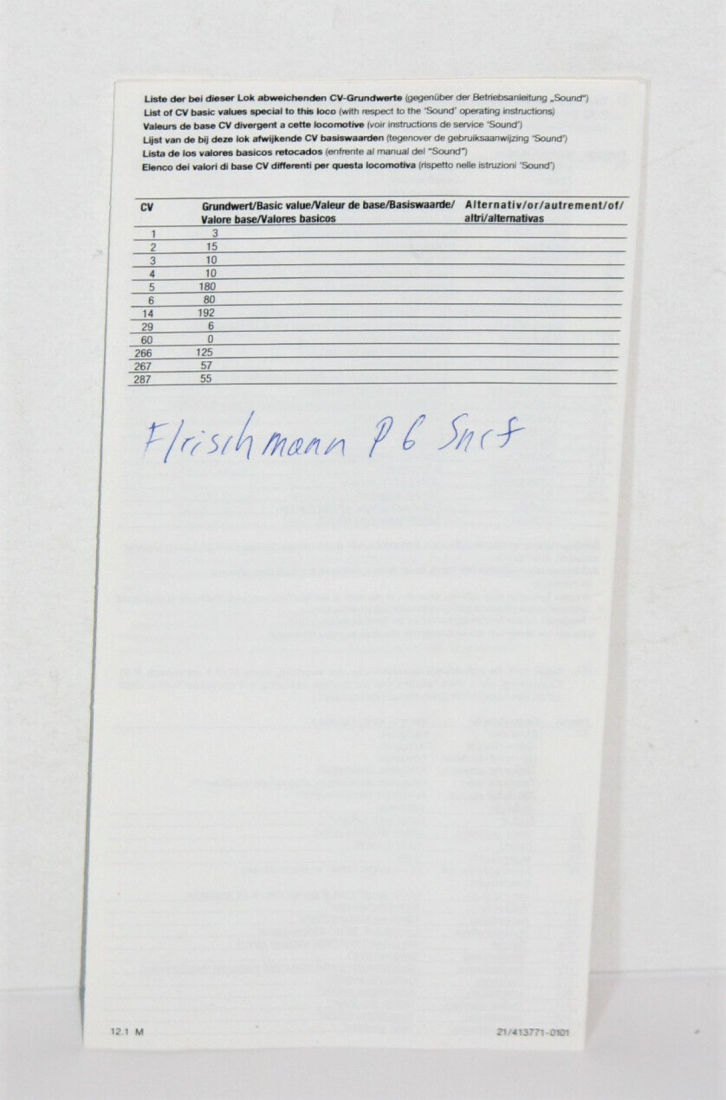 Liste der bei dieser Lok abweichenden CV-Grundwerte (gegenüber der Betriebsanleitung „Sound")
List of CV basic values special to this loco (with respect to the 'Sound' operating instructions)
Valeurs de base CV divergent a cette locomotive (voir instructions de service 'Sound')
Lijst van de bij deze lok afwijkende CV basiswaarden (tegenover de gebruiksaanwijzing 'Sound')
Lista de los valores basicos retocados (enfrente al manual del "Sound")
Elenco dei valori di base CV differenti per questa locomotiva (rispetto nelle istruzioni 'Sound')
CV Grundwert/Basic value/Valeur de base/Basiswaarde/ Alternativ/or/autrement/of/
Valore base/Valores basicos altri/alternativas
1 3
2 15
3 10
4 10
5 180
6 80
14 192
29 6
60 0
266 125
267 57
287 55
Flrischmann P6 Sncf
12.1 M 21/413771-0101